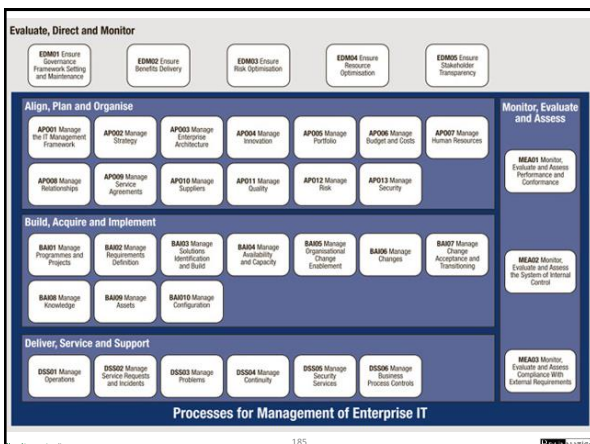 Evaluate, Direct and Monitor
EDM01 Ensure
Governance
Framework Setting
and Maintenance
EDM02 Ensure
Benefits Delivery
EDM03 Ensure
Risk Optimisation
EDM04 Ensure
Resource
Optimisation
EDM05 Ensure
Stakeholder
Transparency
Align, Plan and Organise
APO01 Manage
the IT Management
Framework
APO02 Manage
Strategy
APO03 Manage
Enterprise
Architecture
APO04 Manage
Innovation
APO05 Manage
Portfolio
APO06 Manage
Budget and Costs
APO07 Manage
Human Resources
APO08 Manage
Relationships
APO09 Manage
Service
Agreements
APO10 Manage
Suppliers
APO11 Manage
Quality
APO12 Manage
Risk
APO13 Manage
Security
Build, Acquire and Implement
BAI01 Manage
Programmes and
Projects
BAI02 Manage
Requirements
Definition
BAI03 Manage
Solutions
Identification
and Build
BAI04 Manage
Availability
and Capacity
BAI05 Manage
Organisational
Change
Enablement
BAI06 Manage
Changes
BAI07 Manage
Change
Acceptance and
Transitioning
BAI08 Manage
Knowledge
BAI09 Manage
Assets
BAI010 Manage
Configuration
Deliver, Service and Support
DSS01 Manage
Operations
DSS02 Manage
Service Requests
and Incidents
DSS03 Manage
Problems
DSS04 Manage
Continuity
DSS05 Manage
Security
Services
DSS06 Manage
Business
Process Controls
Monitor, Evaluate
and Assess
MEA01 Monitor,
Evaluate and Assess
Performance and
Conformance
MEA02 Monitor,
Evaluate and Assess
the System of Internal
Control
MEA03 Monitor,
Evaluate and Assess
Compliance With
External Requirements
Processes for Management of Enterprise IT
185